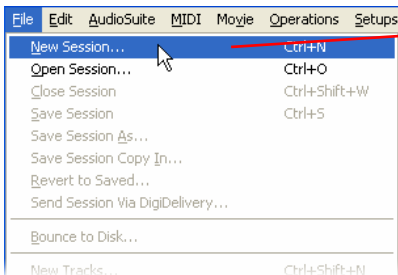 File Edit AudioSuite MIDI Movie Operations Setups
New Session... Ctrl+N
Open Session... Ctrl+O
Close Session Ctrl+Shift+W
Save Session Ctrl+S
Save Session As...
Save Session Copy In...
Revert to Saved...
Send Session Via DigiDelivery...
Bounce to Disk...
New Tracks... Ctrl+Shift+N